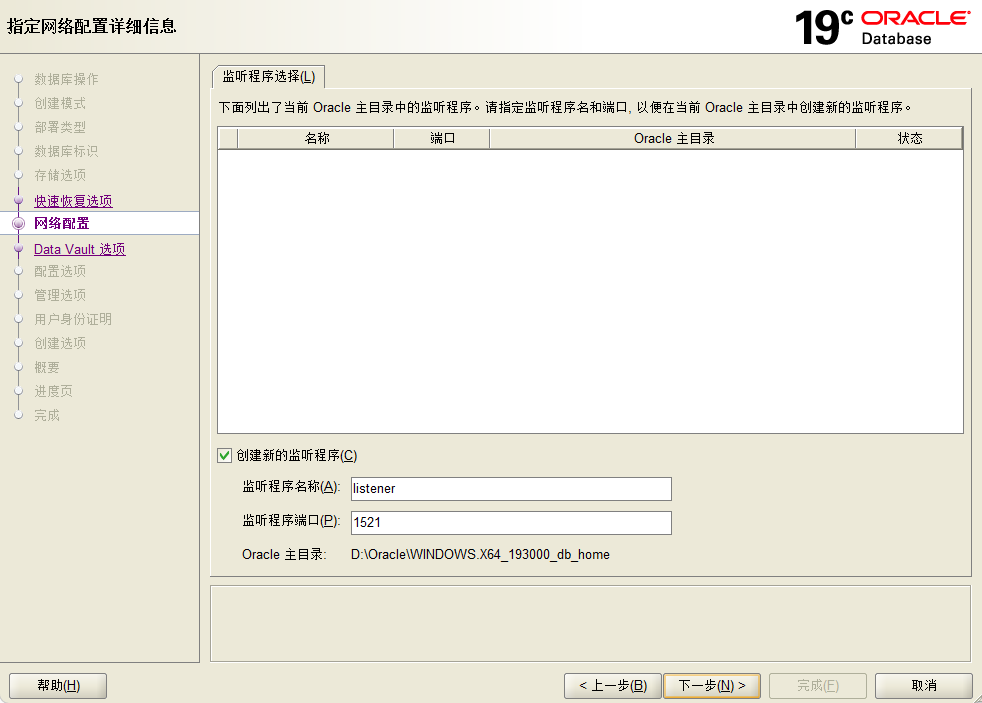 指定网络配置详细信息
19c ORACLE
Database
数据库操作
创建模式
部署类型
数据库标识
存储选项
快速恢复选项
网络配置
Data Vault 选项
配置选项
管理选项
用户身份证明
创建选项
概要
进度页
完成
监听程序选择(L)
下面列出了当前 Oracle 主目录中的监听程序。请指定监听程序名和端口, 以便在当前 Oracle 主目录中创建新的监听程序。
名称 端口 Oracle 主目录 状态
创建新的监听程序(C)
监听程序名称(A): listener
监听程序端口(P): 1521
Oracle 主目录: D:\Oracle\WINDOWS.X64_193000_db_home
帮助(H) < 上一步(B) 下一步(N) > 完成(F) 取消